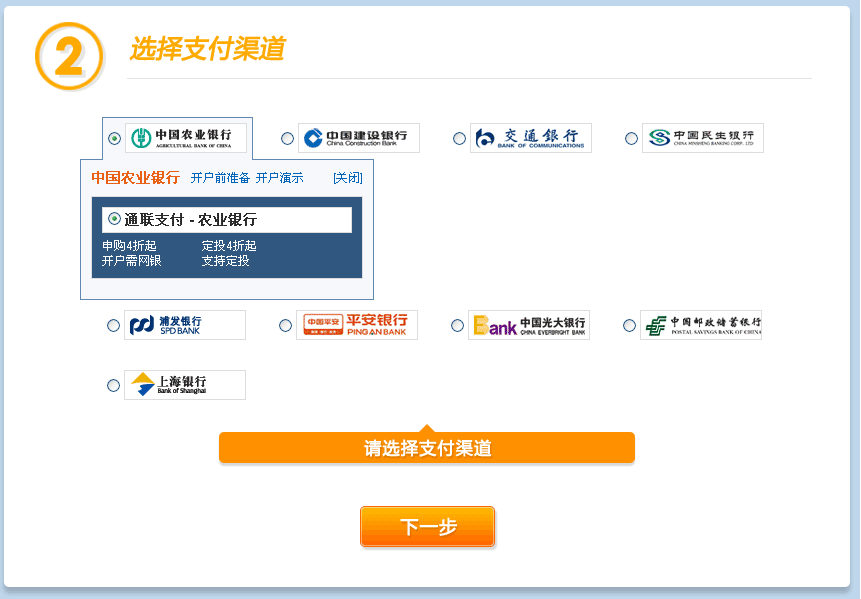 2 选择支付渠道
中国农业银行
AGRICULTURAL BANK OF CHINA
中国建设银行
China Construction Bank
交通銀行
BANK OF COMMUNICATIONS
中国民生银行
CHINA MINSHENG BANKING CORP., LTD
中国农业银行 开户前准备 开户演示 [关闭]
通联支付 - 农业银行
申购4折起 定投4折起
开户需网银 支持定投
浦发银行
SPD BANK
中国平安
平安银行
PING AN BANK
Bank
中国光大银行
CHINA EVERBRIGHT BANK
中国邮政储蓄银行
POSTAL SAVINGS BANK OF CHINA
上海银行
Bank of Shanghai
请选择支付渠道
下一步